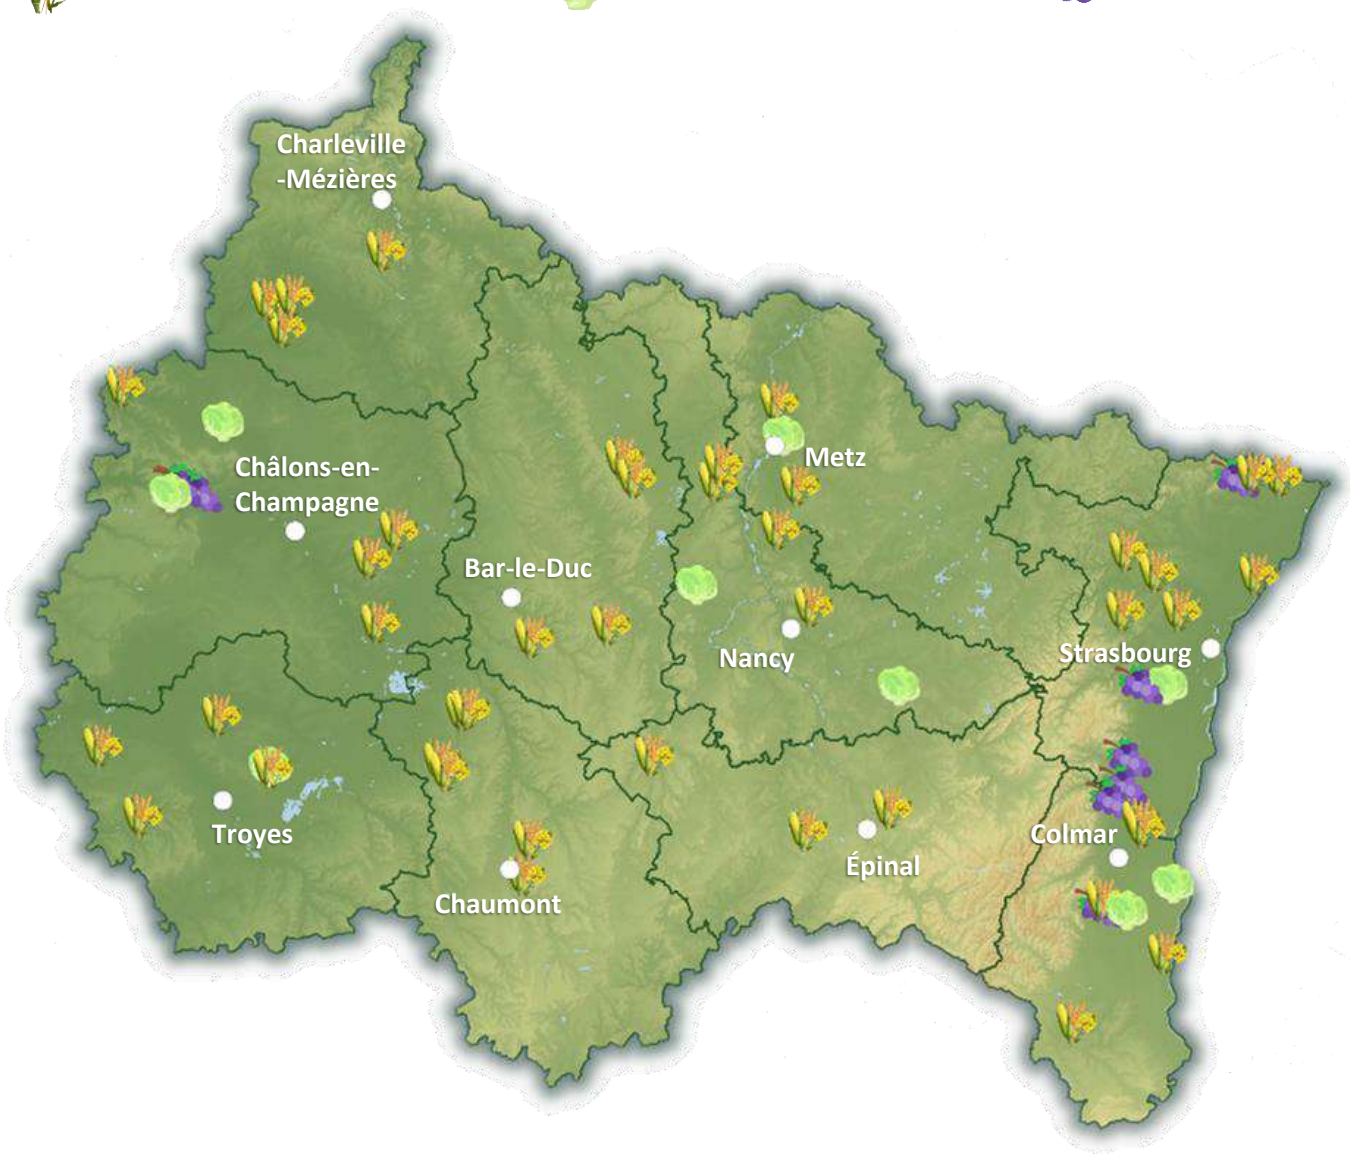 Charleville
-Mézières
Châlons-en-
Champagne
Metz
Bar-le-Duc
Nancy
Strasbourg
Troyes
Colmar
Épinal
Chaumont